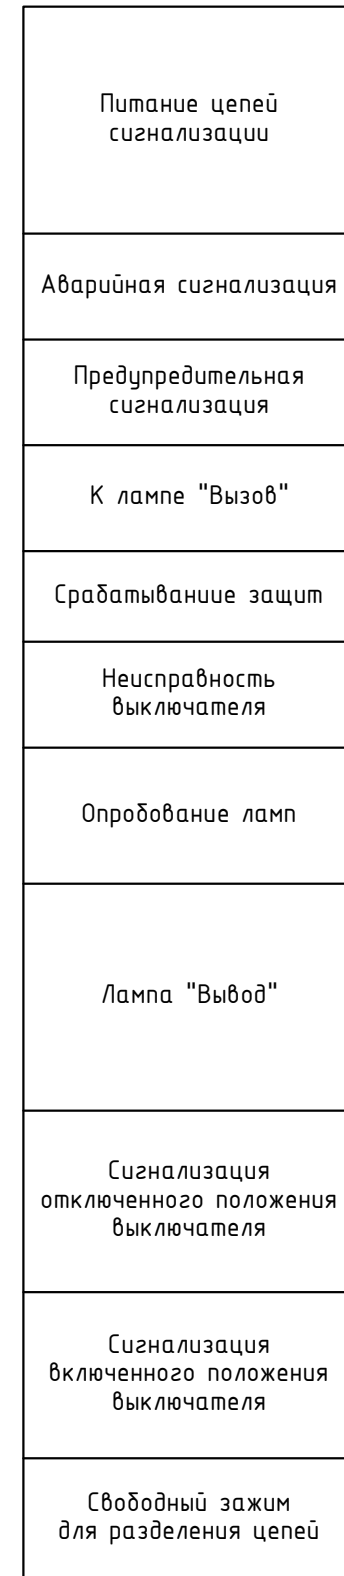 Питание цепей
сигнализации
Аварийная сигнализация
Предупредительная
сигнализация
К лампе "Вызов"
Срабатываниие защит
Неисправность
выключателя
Опробование ламп
Лампа "Вывод"
Сигнализация
отключенного положения
выключателя
Сигнализация
включенного положения
выключателя
Свободный зажим
для разделения цепей